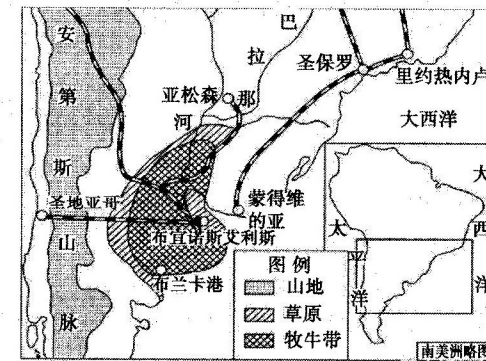 安第斯山脉
巴拉那河
亚松森
圣保罗
里约热内卢
大西洋
圣地亚哥
蒙得维的亚
布宜诺斯艾利斯
布兰卡港
图例
山地
草原
牧牛带
太平洋
大西洋
南美洲略图